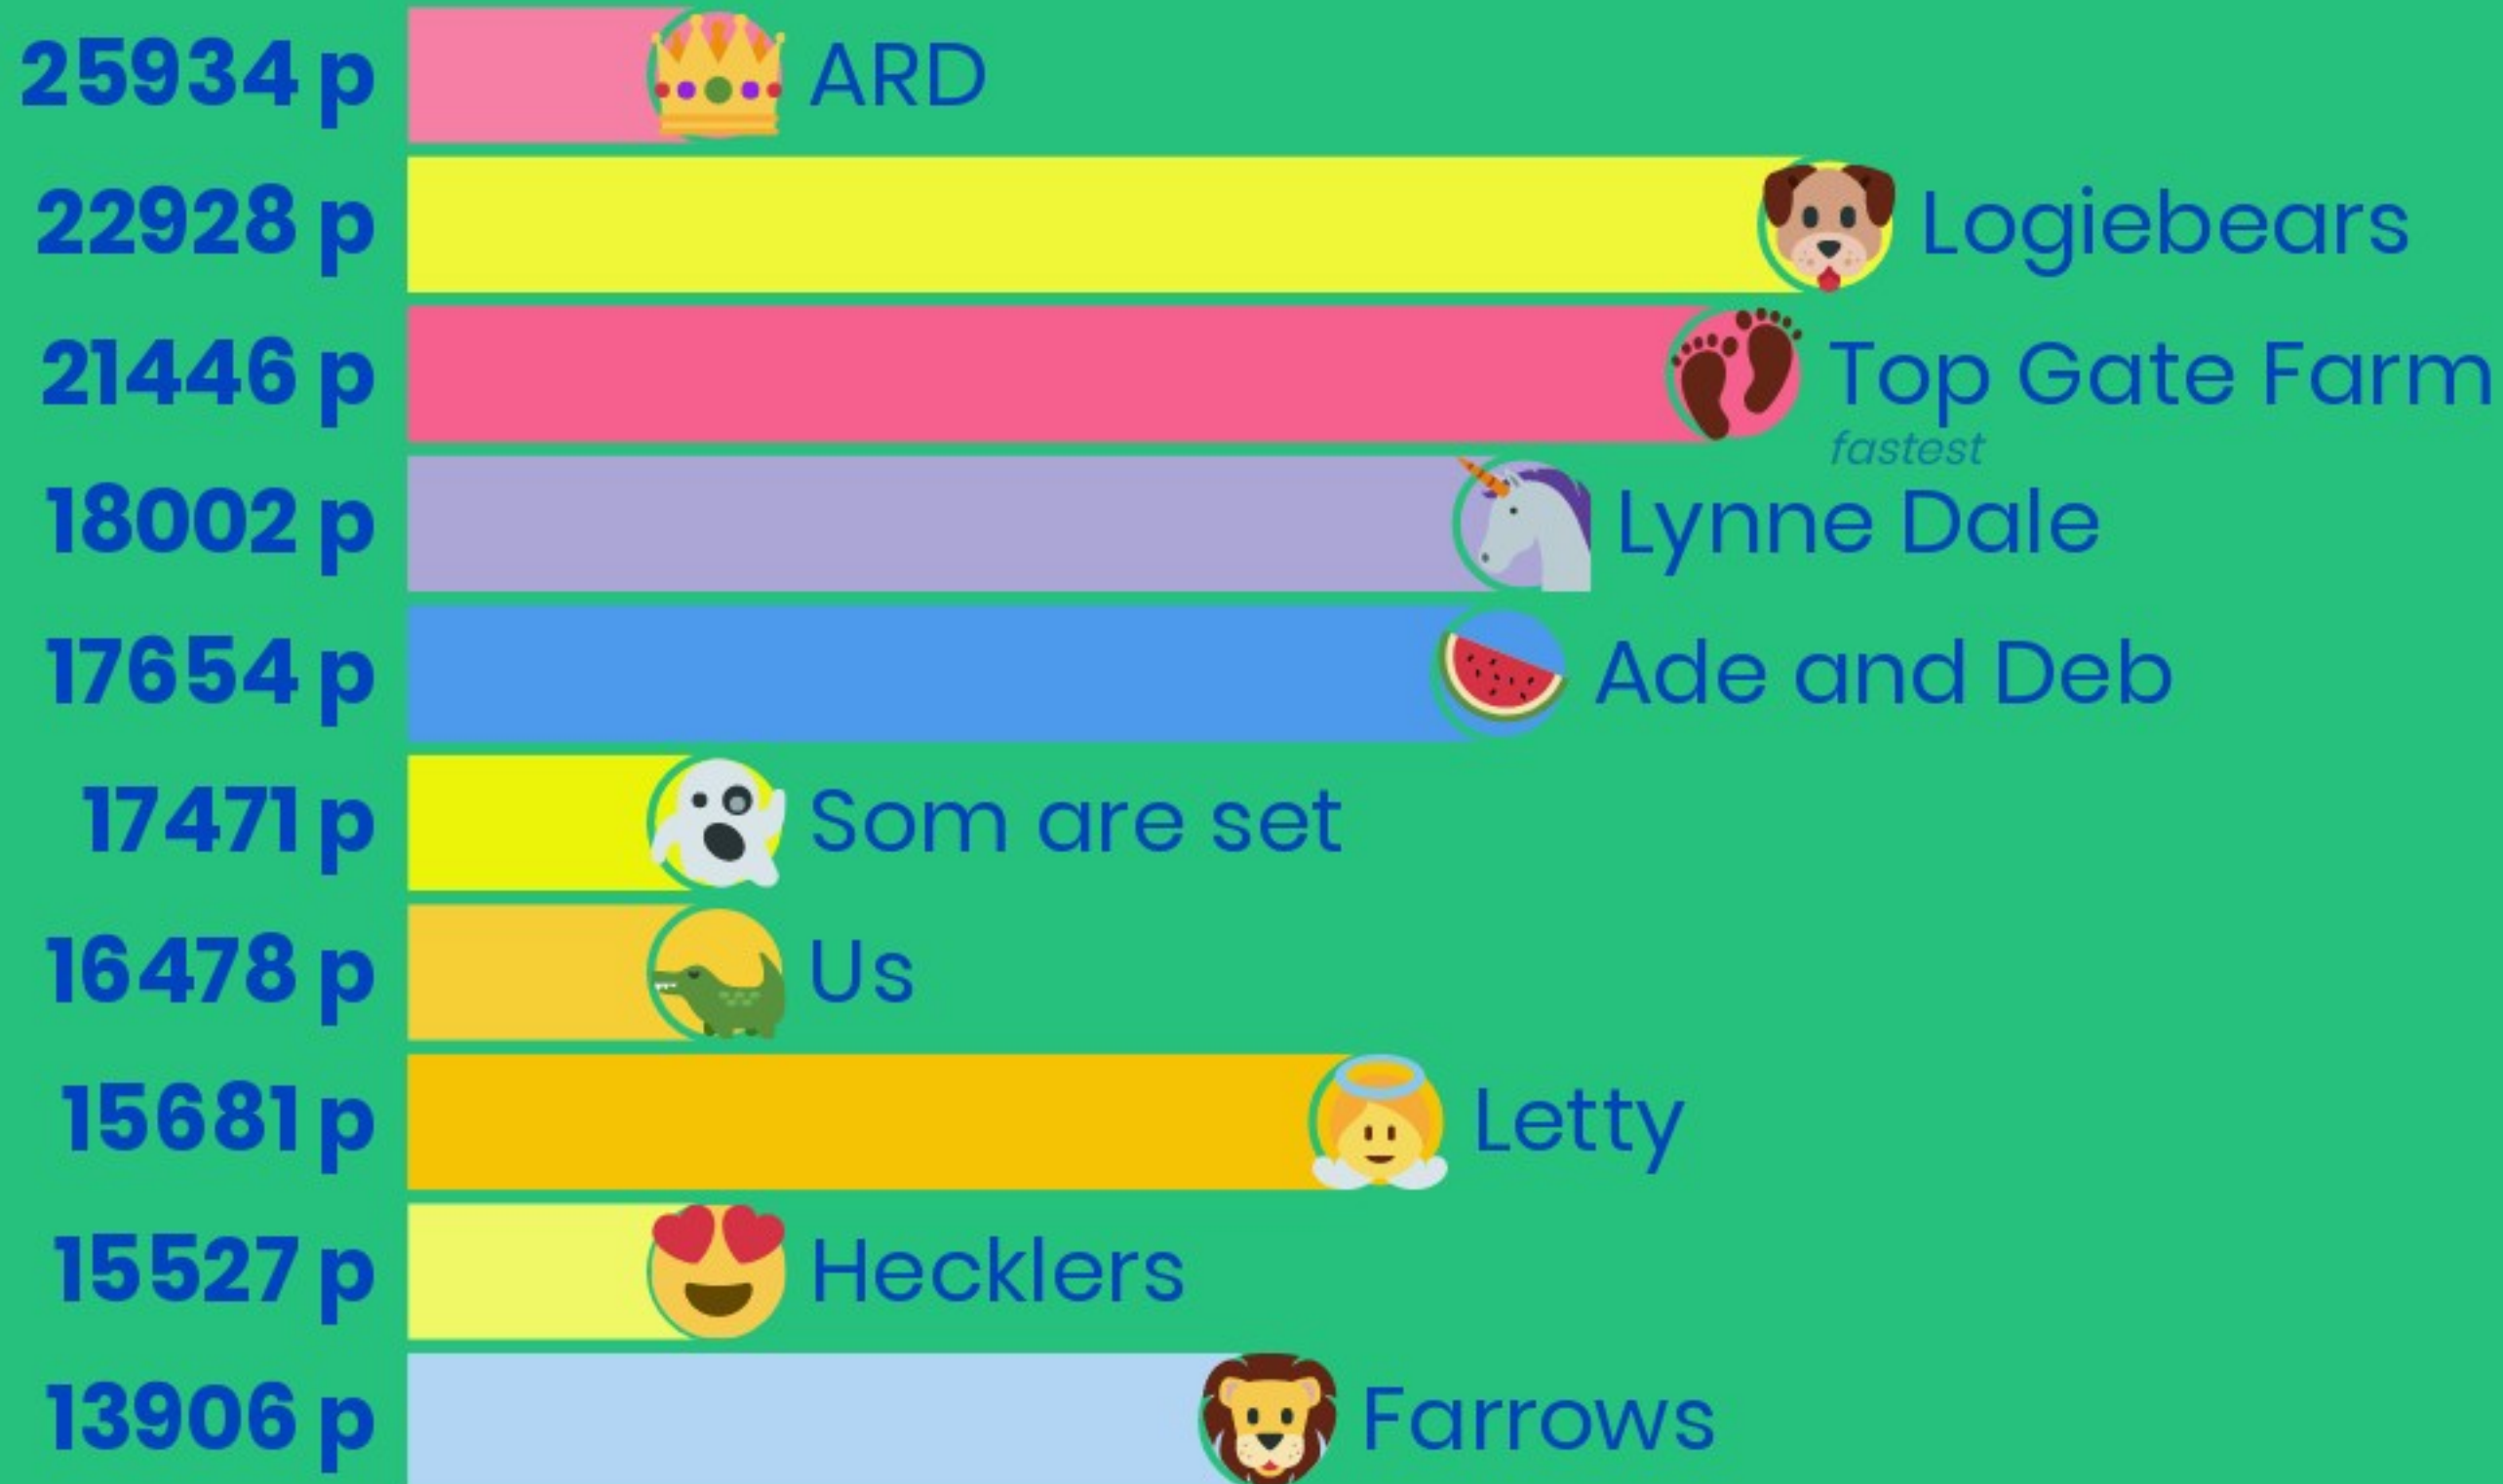 25934 p ARD
22928 p Logiebears
21446 p Top Gate Farm
fastest
18002 p Lynne Dale
17654 p Ade and Deb
17471 p Som are set
16478 p Us
15681 p Letty
15527 p Hecklers
13906 p Farrows